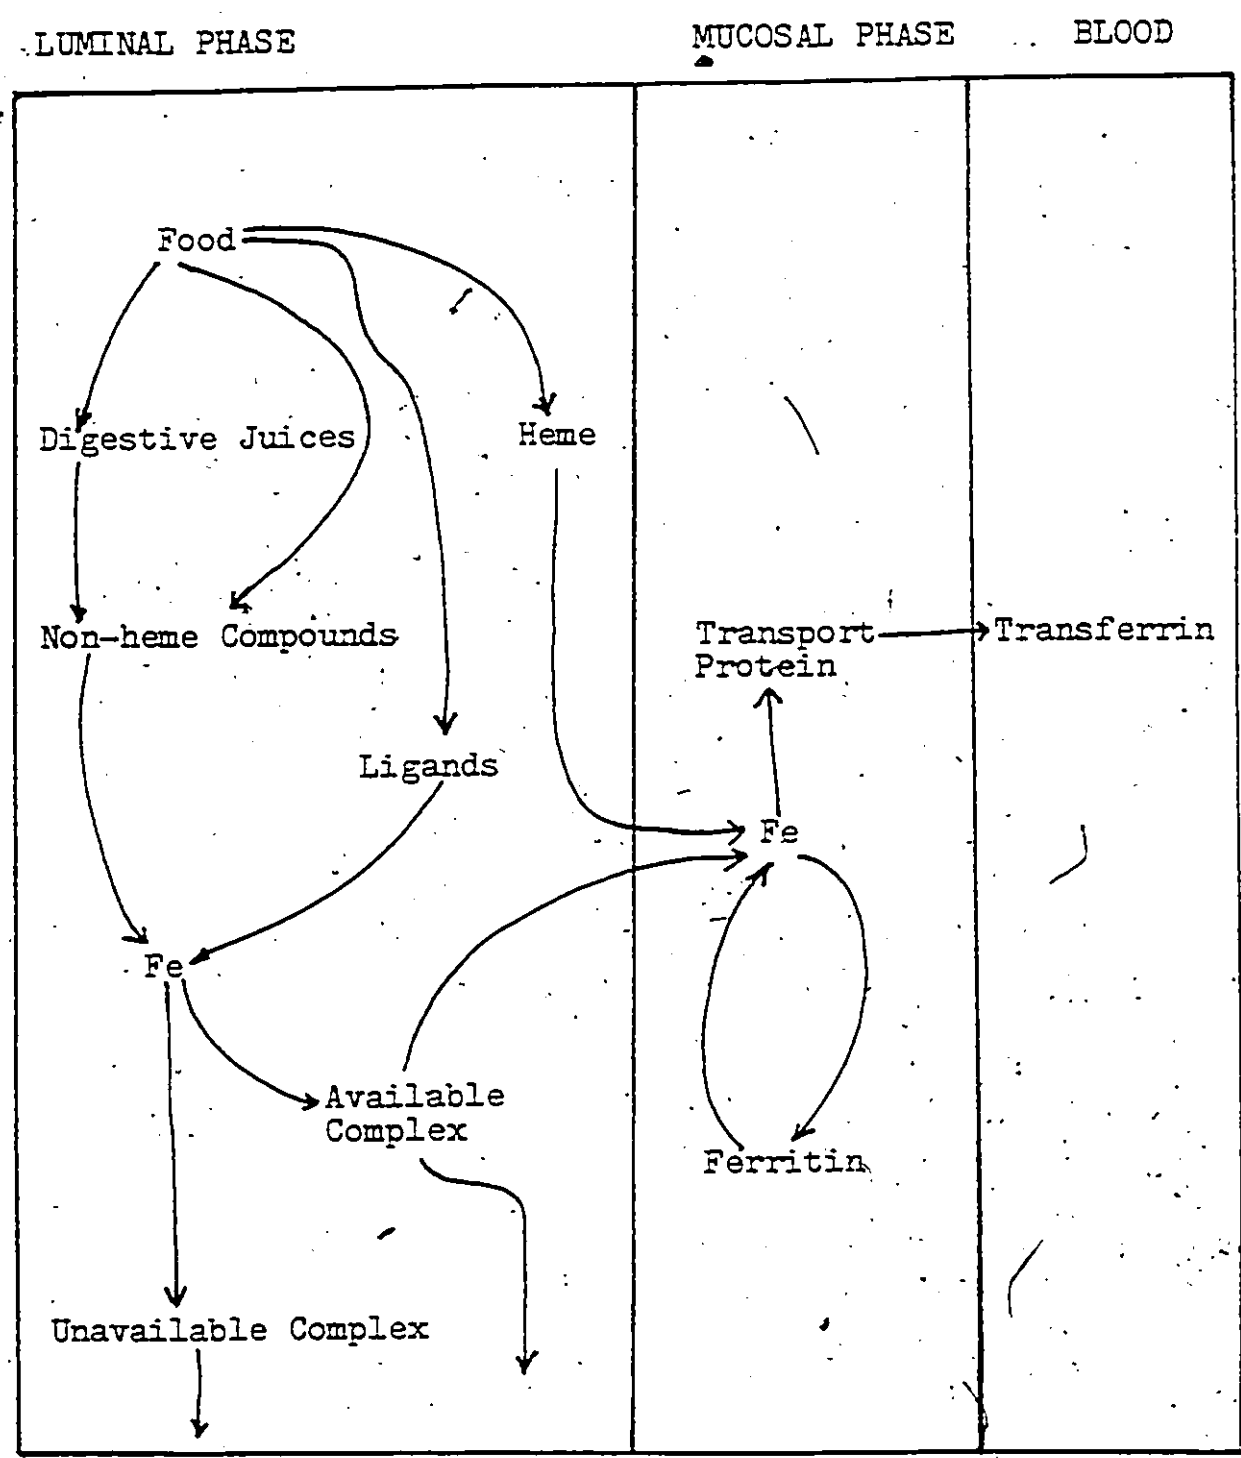 LUMINAL PHASE
MUCOSAL PHASE
BLOOD
Food
Digestive Juices
Heme
Non-heme Compounds
Transport
Protein
Transferrin
Ligands
Fe
Fe
Available
Complex
Ferritin
Unavailable Complex